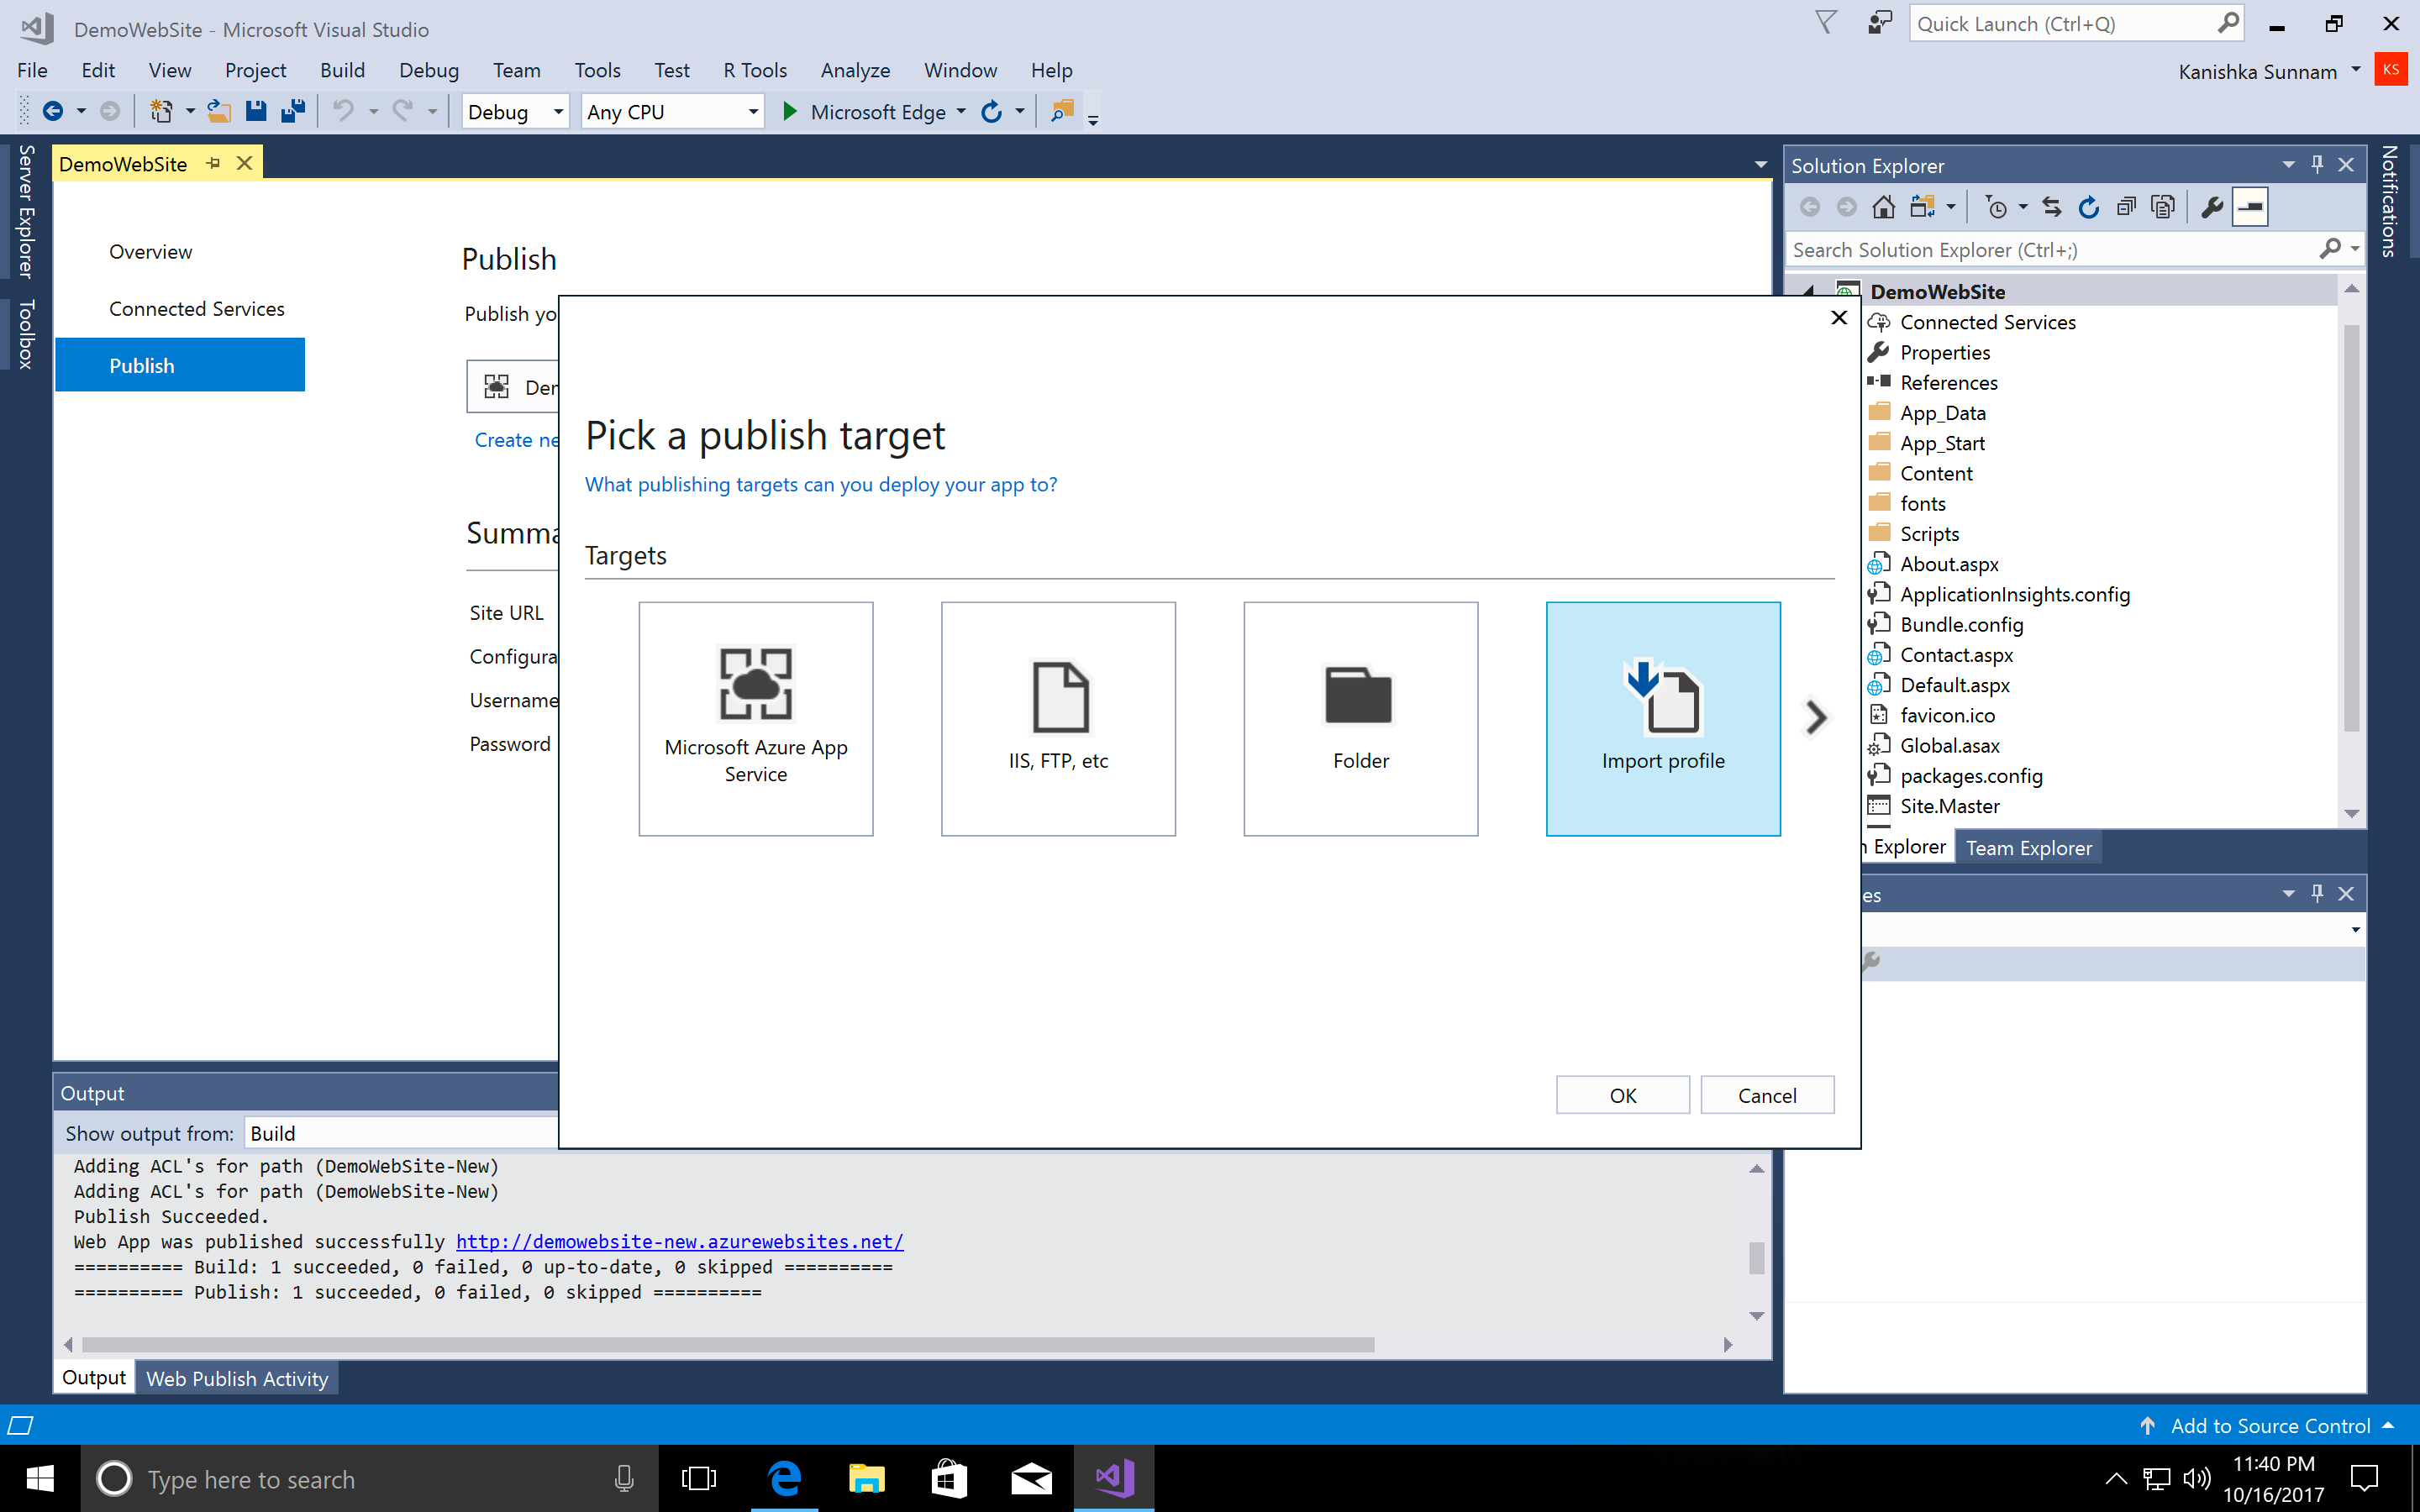 DemoWebSite - Microsoft Visual Studio
Quick Launch (Ctrl+Q)
File Edit View Project Build Debug Team Tools Test R Tools Analyze Window Help
Kanishka Sunnam
KS
Debug
Any CPU
Microsoft Edge
Server Explorer
Toolbox
DemoWebSite
Overview
Connected Services
Publish
Publish
Publish yo
Der
Create ne
Summa
Site URL
Configura
Username
Password
Pick a publish target
What publishing targets can you deploy your app to?
Targets
Microsoft Azure App
Service
IIS, FTP, etc
Folder
Import profile
OK
Cancel
Solution Explorer
Search Solution Explorer (Ctrl+;)
DemoWebSite
Connected Services
Properties
References
App_Data
App_Start
Content
fonts
Scripts
About.aspx
ApplicationInsights.config
Bundle.config
Contact.aspx
Default.aspx
favicon.ico
Global.asax
packages.config
Site.Master
n Explorer
Team Explorer
es
Notifications
Output
Show output from: Build
Adding ACL's for path (DemoWebSite-New)
Adding ACL's for path (DemoWebSite-New)
Publish Succeeded.
Web App was published successfully http://demowebsite-new.azurewebsites.net/
========== Build: 1 succeeded, 0 failed, 0 up-to-date, 0 skipped ==========
========== Publish: 1 succeeded, 0 failed, 0 skipped ==========
Output
Web Publish Activity
Add to Source Control
Type here to search
11:40 PM
10/16/2017